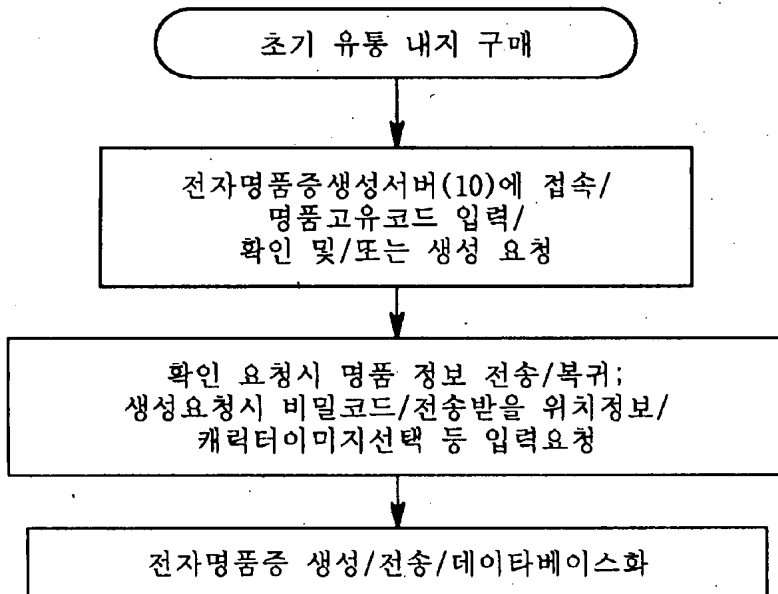 초기 유통 내지 구매
전자명품증생성서버(10)에 접속/
명품고유코드 입력/
확인 및/또는 생성 요청
확인 요청시 명품 정보 전송/복귀;
생성요청시 비밀코드/전송받을 위치정보/
캐릭터이미지선택 등 입력요청
전자명품증 생성/전송/데이타베이스화